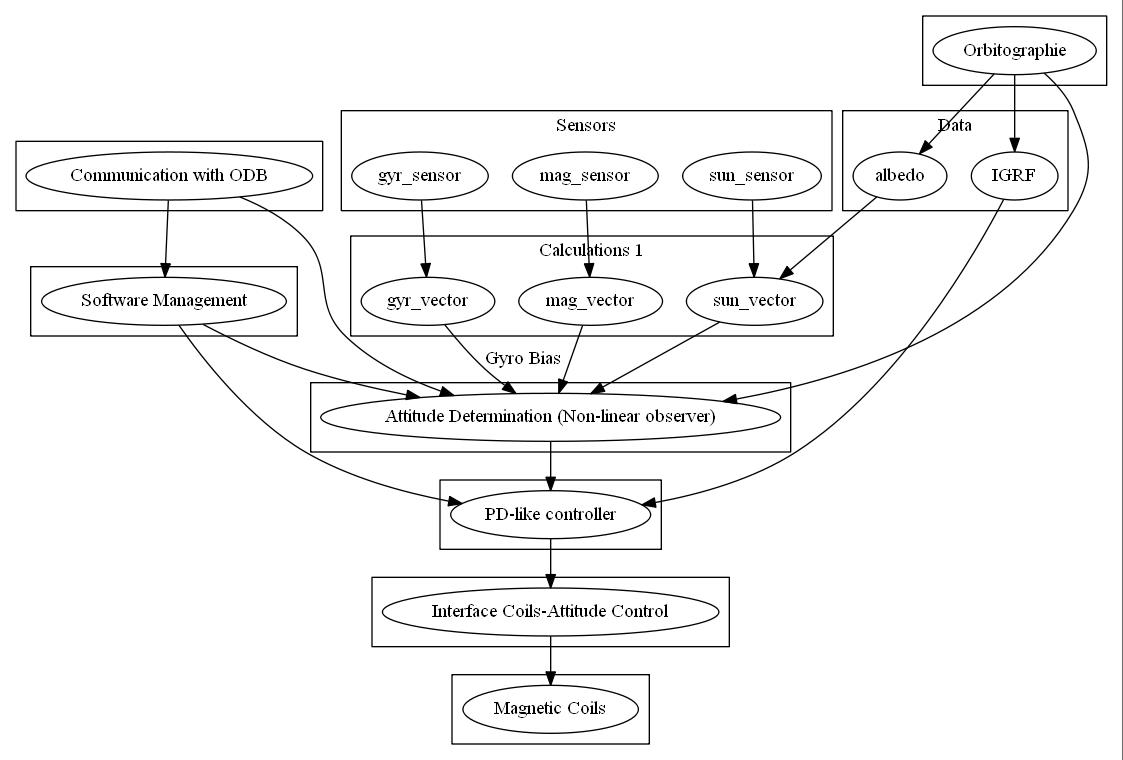 Orbitographie
Sensors
Data
Communication with ODB
gyr_sensor
mag_sensor
sun_sensor
albedo
IGRF
Calculations 1
Software Management
gyr_vector
mag_vector
sun_vector
Gyro Bias
Attitude Determination (Non-linear observer)
PD-like controller
Interface Coils-Attitude Control
Magnetic Coils